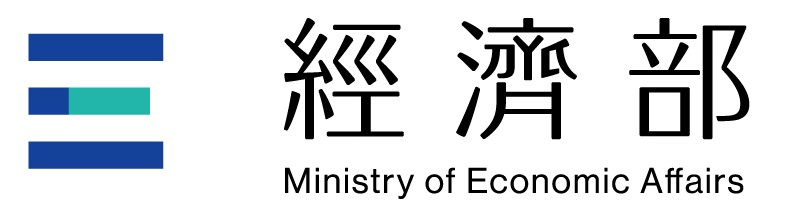 經濟部
Ministry of Economic Affairs